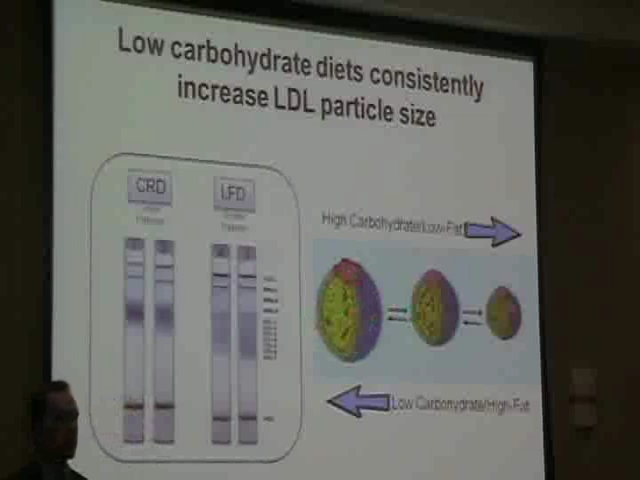 Low carbohydrate diets consistently
increase LDL particle size
CRD
LFD
High Carbohydrate/Low-Fat
Low Carbohydrate/High-Fat